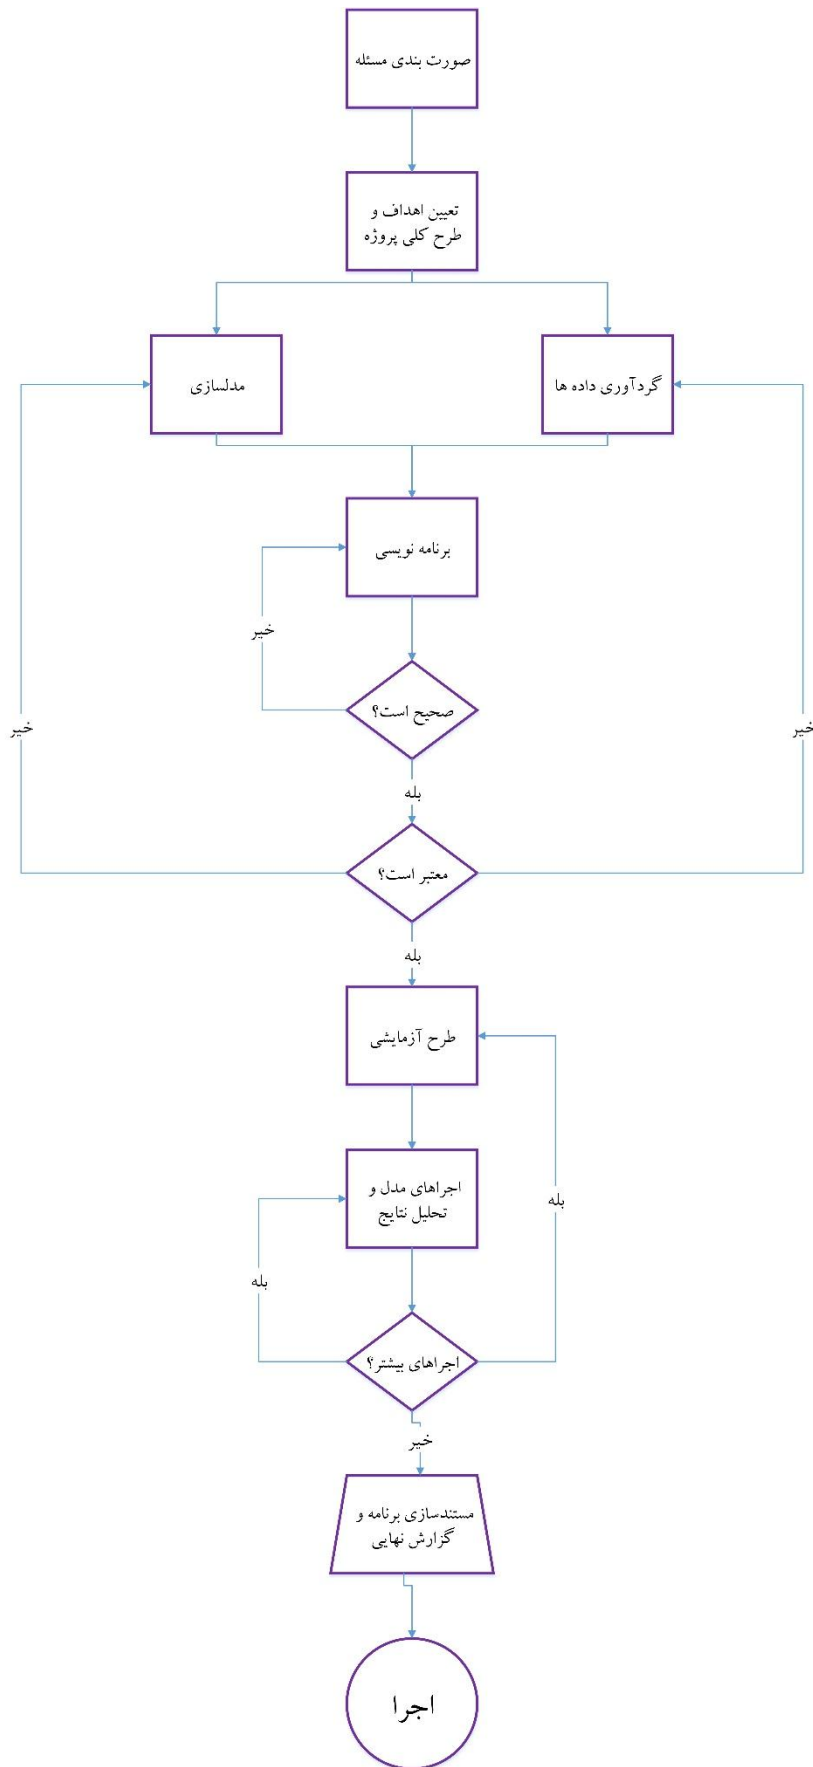 صورت بندی مسئله
تعیین اهداف و
طرح کلی پروژه
گردآوری داده ها
مدلسازی
برنامه نویسی
خیر
صحیح است؟
خیر
خیر
بله
معتبر است؟
بله
طرح آزمایشی
اجراهای مدل و
تحلیل نتایج
بله
بله
اجراهای بیشتر؟
خیر
مستندسازی برنامه و
گزارش نهایی
اجرا